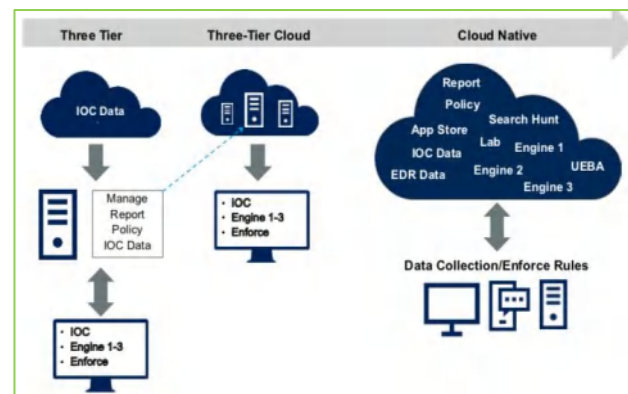 Three Tier
Three-Tier Cloud
Cloud Native
IOC Data
Manage
Report
Policy
IOC Data
• IOC
• Engine 1-3
• Enforce
• IOC
• Engine 1-3
• Enforce
Report
Policy
Search Hunt
App Store
Lab
Engine 1
IOC Data
UEBA
EDR Data
Engine 2
Engine 3
Data Collection/Enforce Rules